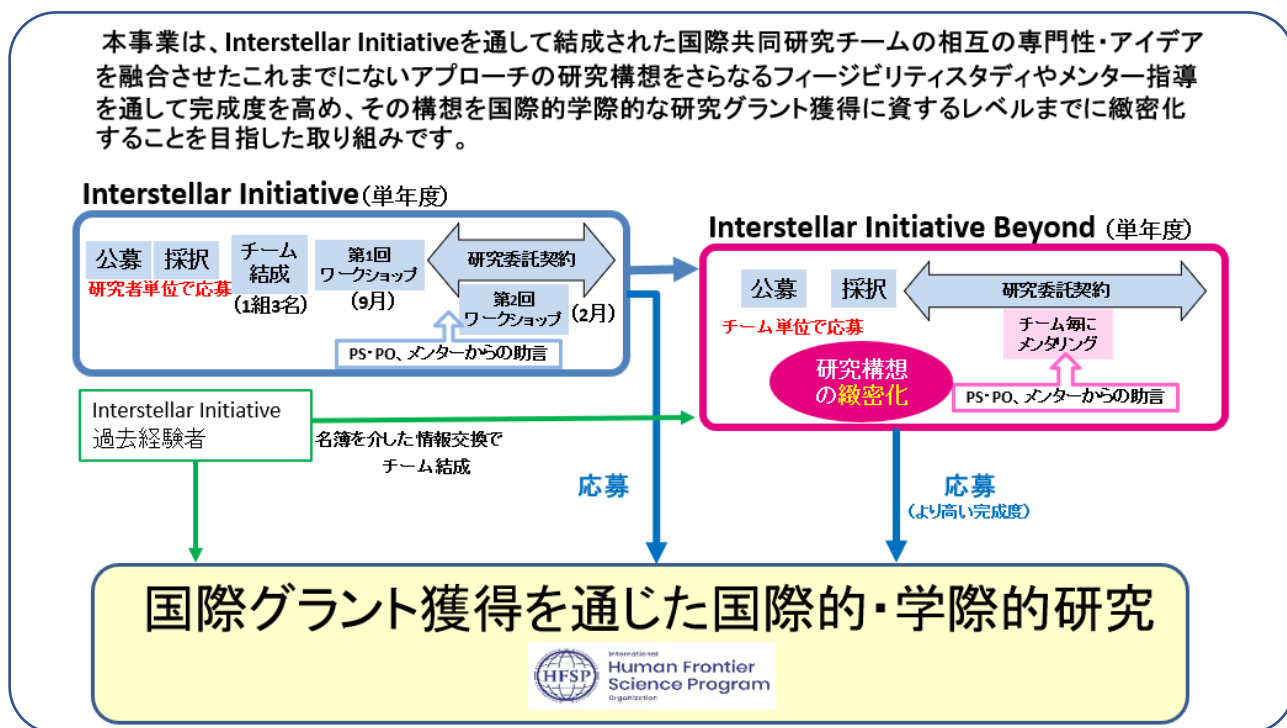 本事業は、Interstellar Initiativeを通して結成された国際共同研究チームの相互の専門性・アイデア
を融合させたこれまでにないアプローチの研究構想をさらなるフィージビリティスタディやメンター指導
を通して完成度を高め、その構想を国際的学際的な研究グラント獲得に資するレベルまでに緻密化
することを目指した取り組みです。
Interstellar Initiative(単年度)
公募
採択
研究者単位で応募
チーム
結成
(1組3名)
第1回
ワークショップ
(9月)
研究委託契約
第2回
ワークショップ
(2月)
PS・PO、メンターからの助言
Interstellar Initiative Beyond (単年度)
公募
採択
チーム単位で応募
研究委託契約
チーム毎に
メンタリング
研究構想
の緻密化
PS・PO、メンターからの助言
Interstellar Initiative
過去経験者
名簿を介した情報交換で
チーム結成
応募
応募
(より高い完成度)
国際グラント獲得を通じた国際的・学際的研究
HFSP
International
Human Frontier
Science Program
Organization